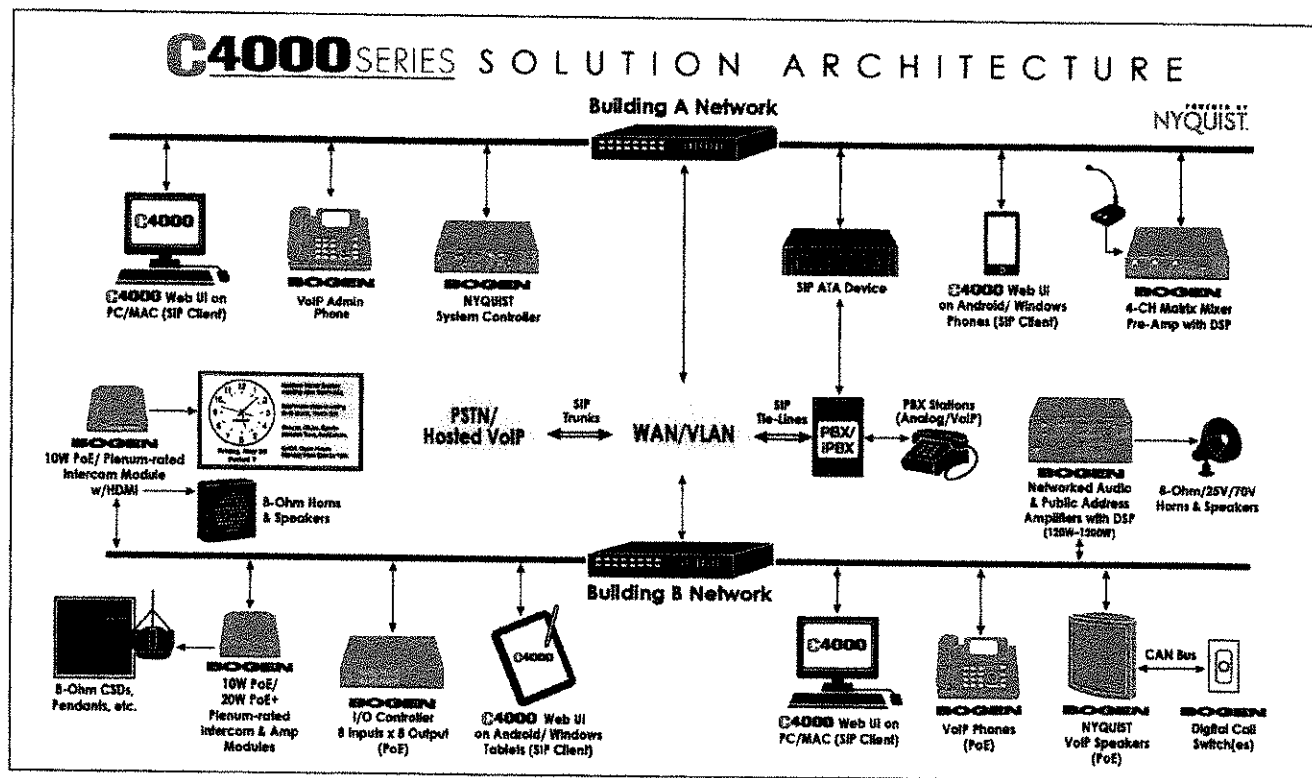 C4000 SERIES SOLUTION ARCHITECTURE
POWERED BY
NYQUIST
Building A Network
C4000
C4000 Web UI on
PC/MAC (SIP Client)
BOGEN
VoIP Admin
Phone
BOGEN
NYQUIST
System Controller
SIP ATA Device
C4000 Web UI
on Android/ Windows
Phones (SIP Client)
BOGEN
4-CH Matrix Mixer
Pre-Amp with DSP
BOGEN
10W PoE/ Plenum-rated
Intercom Module
w/HDMI
8-Ohm Horns
& Speakers
PSTN/
Hosted VoIP
SIP
Trunks
WAN/VLAN
SIP
Tie-Lines
PBX/
iPBX
PBX Stations
(Analog/VoIP)
BOGEN
Networked Audio
& Public Address
Amplifiers with DSP
(120W-1200W)
8-Ohm/25V/70V
Horns & Speakers
Building B Network
8-Ohm CSDs,
Pendants, etc.
BOGEN
10W PoE/
20W PoE+
Plenum-rated
Intercom & Amp
Modules
BOGEN
I/O Controller
8 Inputs x 8 Output
(PoE)
C4000
C4000 Web UI
on Android/ Windows
Tablets (SIP Client)
C4000
C4000 Web UI on
PC/MAC (SIP Client)
BOGEN
VoIP Phones
(PoE)
BOGEN
NYQUIST
VoIP Speakers
(PoE)
CAN Bus
BOGEN
Digital Call
Switch(es)